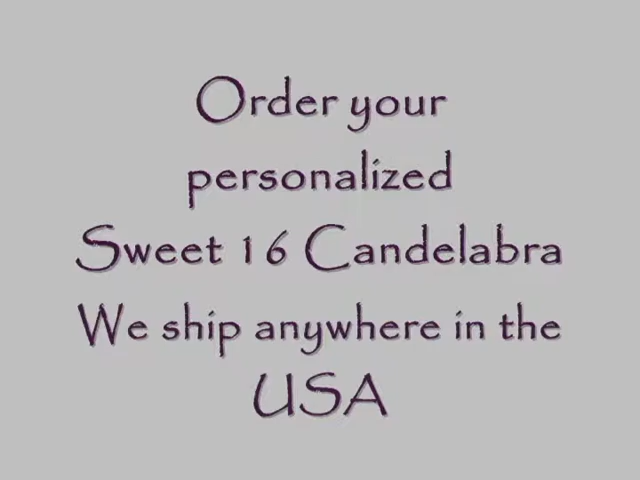 Order your
personalized
Sweet 16 Candelabra
We ship anywhere in the
USA